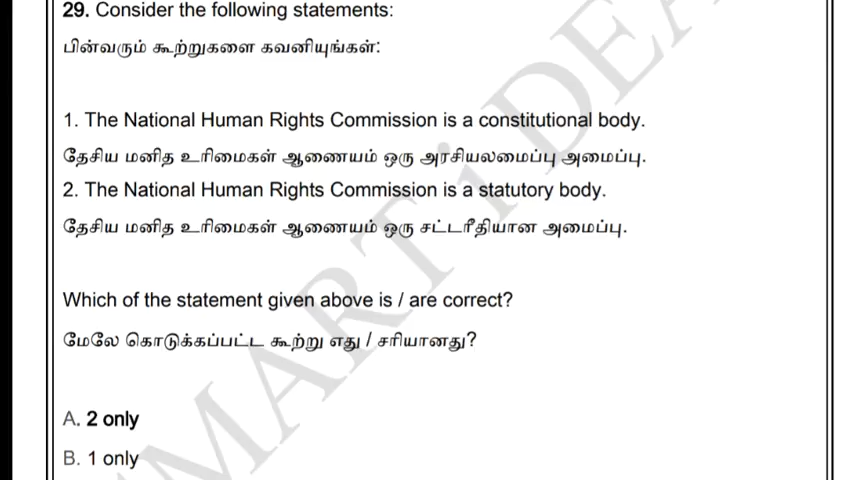 29. Consider the following statements:
பின்வரும் கூற்றுகளை கவனியுங்கள்:
1. The National Human Rights Commission is a constitutional body.
தேசிய மனித உரிமைகள் ஆணையம் ஒரு அரசியலமைப்பு அமைப்பு.
2. The National Human Rights Commission is a statutory body.
தேசிய மனித உரிமைகள் ஆணையம் ஒரு சட்டரீதியான அமைப்பு.
Which of the statement given above is / are correct?
மேலே கொடுக்கப்பட்ட கூற்று எது / சரியானது?
A. 2 only
B. 1 only
SMART i DEA